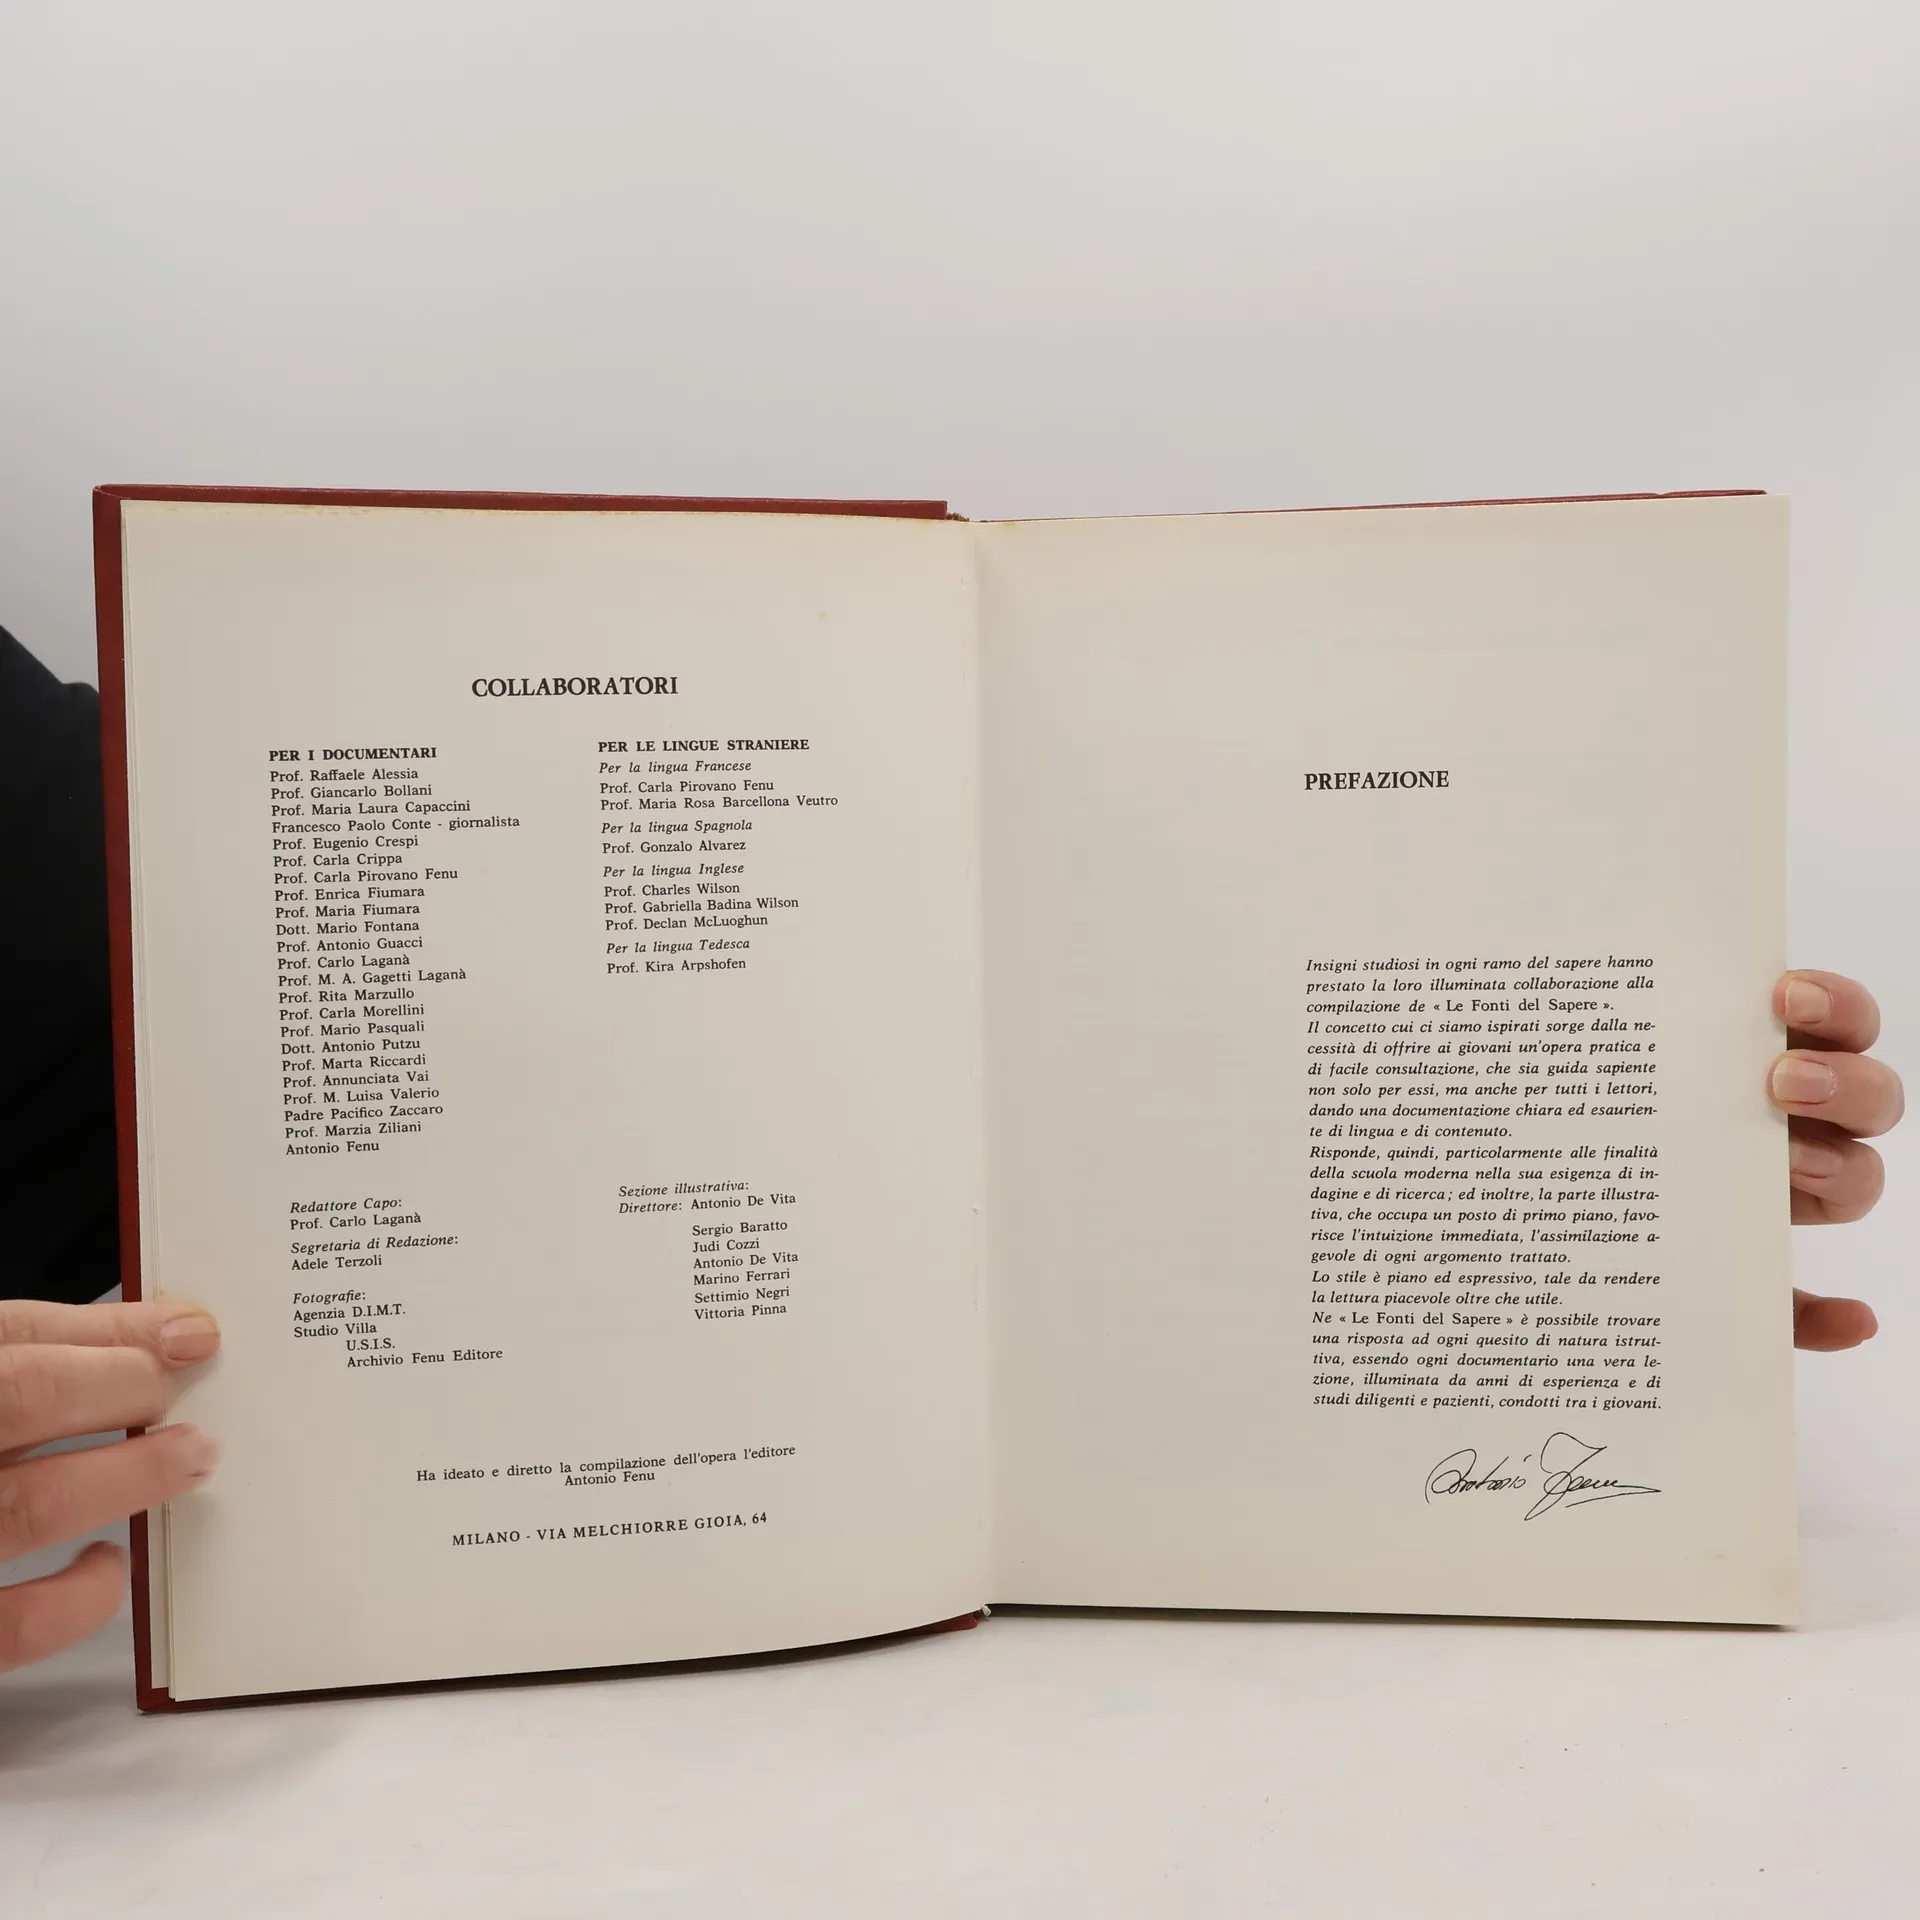 COLLABORATORI
PER I DOCUMENTARI
Prof. Raffaele Alessia
Prof. Giancarlo Bollani
Prof. Maria Laura Capaccini
Francesco Paolo Conte - giornalista
Prof. Eugenio Crespi
Prof. Carla Crippa
Prof. Carla Pirovano Fenu
Prof. Enrica Fiumara
Prof. Maria Fiumara
Dott. Mario Fontana
Prof. Antonio Guacci
Prof. Carlo Laganà
Prof. M. A. Gagetti Laganà
Prof. Rita Marzullo
Prof. Carla Morellini
Prof. Mario Pasquali
Dott. Antonio Putzu
Prof. Marta Riccardi
Prof. Annunciata Vai
Prof. M. Luisa Valerio
Padre Pacifico Zaccaro
Prof. Marzia Ziliani
Antonio Fenu
PER LE LINGUE STRANIERE
Per la lingua Francese
Prof. Carla Pirovano Fenu
Prof. Maria Rosa Barcellona Veutro
Per la lingua Spagnola
Prof. Gonzalo Alvarez
Per la lingua Inglese
Prof. Charles Wilson
Prof. Gabriella Badina Wilson
Prof. Declan McLuoghun
Per la lingua Tedesca
Prof. Kira Arpshofen
Redattore Capo:
Prof. Carlo Laganà
Segretaria di Redazione:
Adele Terzoli
Fotografie:
Agenzia D.I.M.T.
Studio Villa
U.S.I.S.
Archivio Fenu Editore
Sezione illustrativa:
Direttore: Antonio De Vita
Sergio Baratto
Judi Cozzi
Antonio De Vita
Marino Ferrari
Settimio Negri
Vittoria Pinna
Ha ideato e diretto la compilazione dell'opera l'editore
Antonio Fenu
MILANO - VIA MELCHIORRE GIOIA, 64
PREFAZIONE
Insigni studiosi in ogni ramo del sapere hanno
prestato la loro illuminata collaborazione alla
compilazione de « Le Fonti del Sapere ».
Il concetto cui ci siamo ispirati sorge dalla ne-
cessità di offrire ai giovani un'opera pratica e
di facile consultazione, che sia guida sapiente
non solo per essi, ma anche per tutti i lettori,
dando una documentazione chiara ed esaurien-
te di lingua e di contenuto.
Risponde, quindi, particolarmente alle finalità
della scuola moderna nella sua esigenza di in-
dagine e di ricerca; ed inoltre, la parte illustra-
tiva, che occupa un posto di primo piano, favo-
risce l'intuizione immediata, l'assimilazione a-
gevole di ogni argomento trattato.
Lo stile è piano ed espressivo, tale da rendere
la lettura piacevole oltre che utile.
Ne « Le Fonti del Sapere » è possibile trovare
una risposta ad ogni quesito di natura istrut-
tiva, essendo ogni documentario una vera le-
zione, illuminata da anni di esperienza e di
studi diligenti e pazienti, condotti tra i giovani.
Antonio Fenu